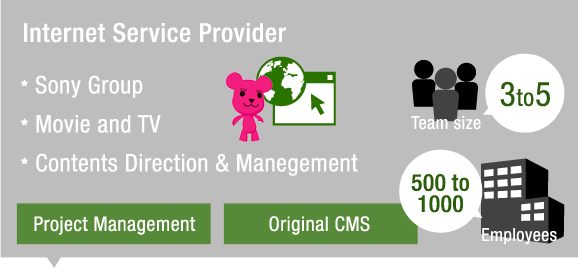 Internet Service Provider
* Sony Group
* Movie and TV
* Contents Direction & Manegement
3to5
Team size
500 to
1000
Employees
Project Management
Original CMS